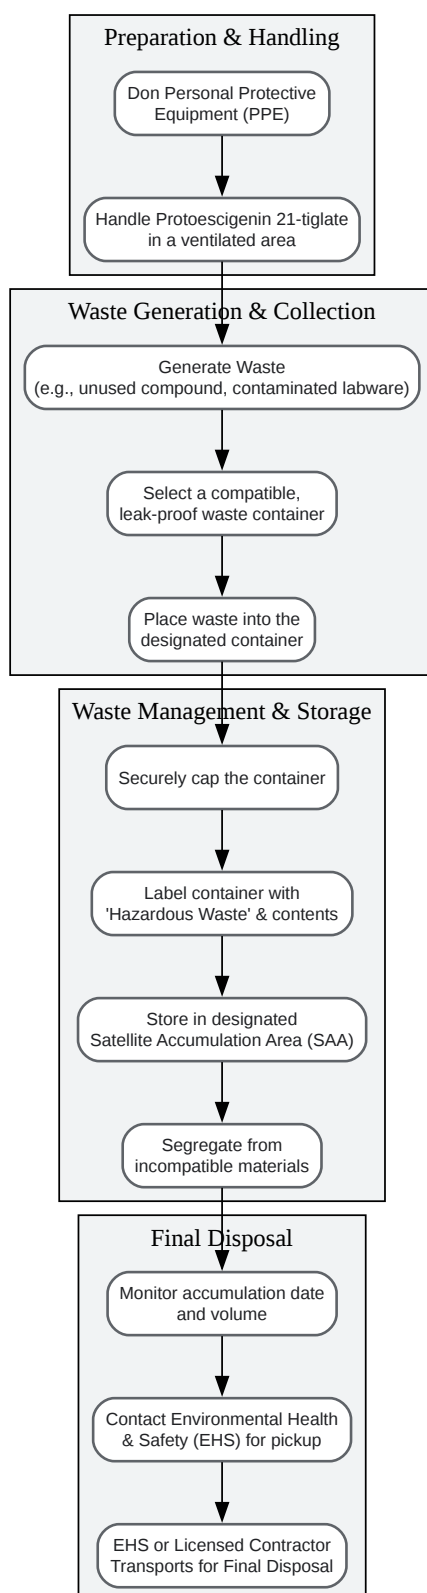 Preparation & Handling
Don Personal Protective
Equipment (PPE)
Handle Protoescigenin 21-tiglate
in a ventilated area
Waste Generation & Collection
Generate Waste
(e.g., unused compound, contaminated labware)
Select a compatible,
leak-proof waste container
Place waste into the
designated container
Waste Management & Storage
Securely cap the container
Label container with
'Hazardous Waste' & contents
Store in designated
Satellite Accumulation Area (SAA)
Segregate from
incompatible materials
Final Disposal
Monitor accumulation date
and volume
Contact Environmental Health
& Safety (EHS) for pickup
EHS or Licensed Contractor
Transports for Final Disposal